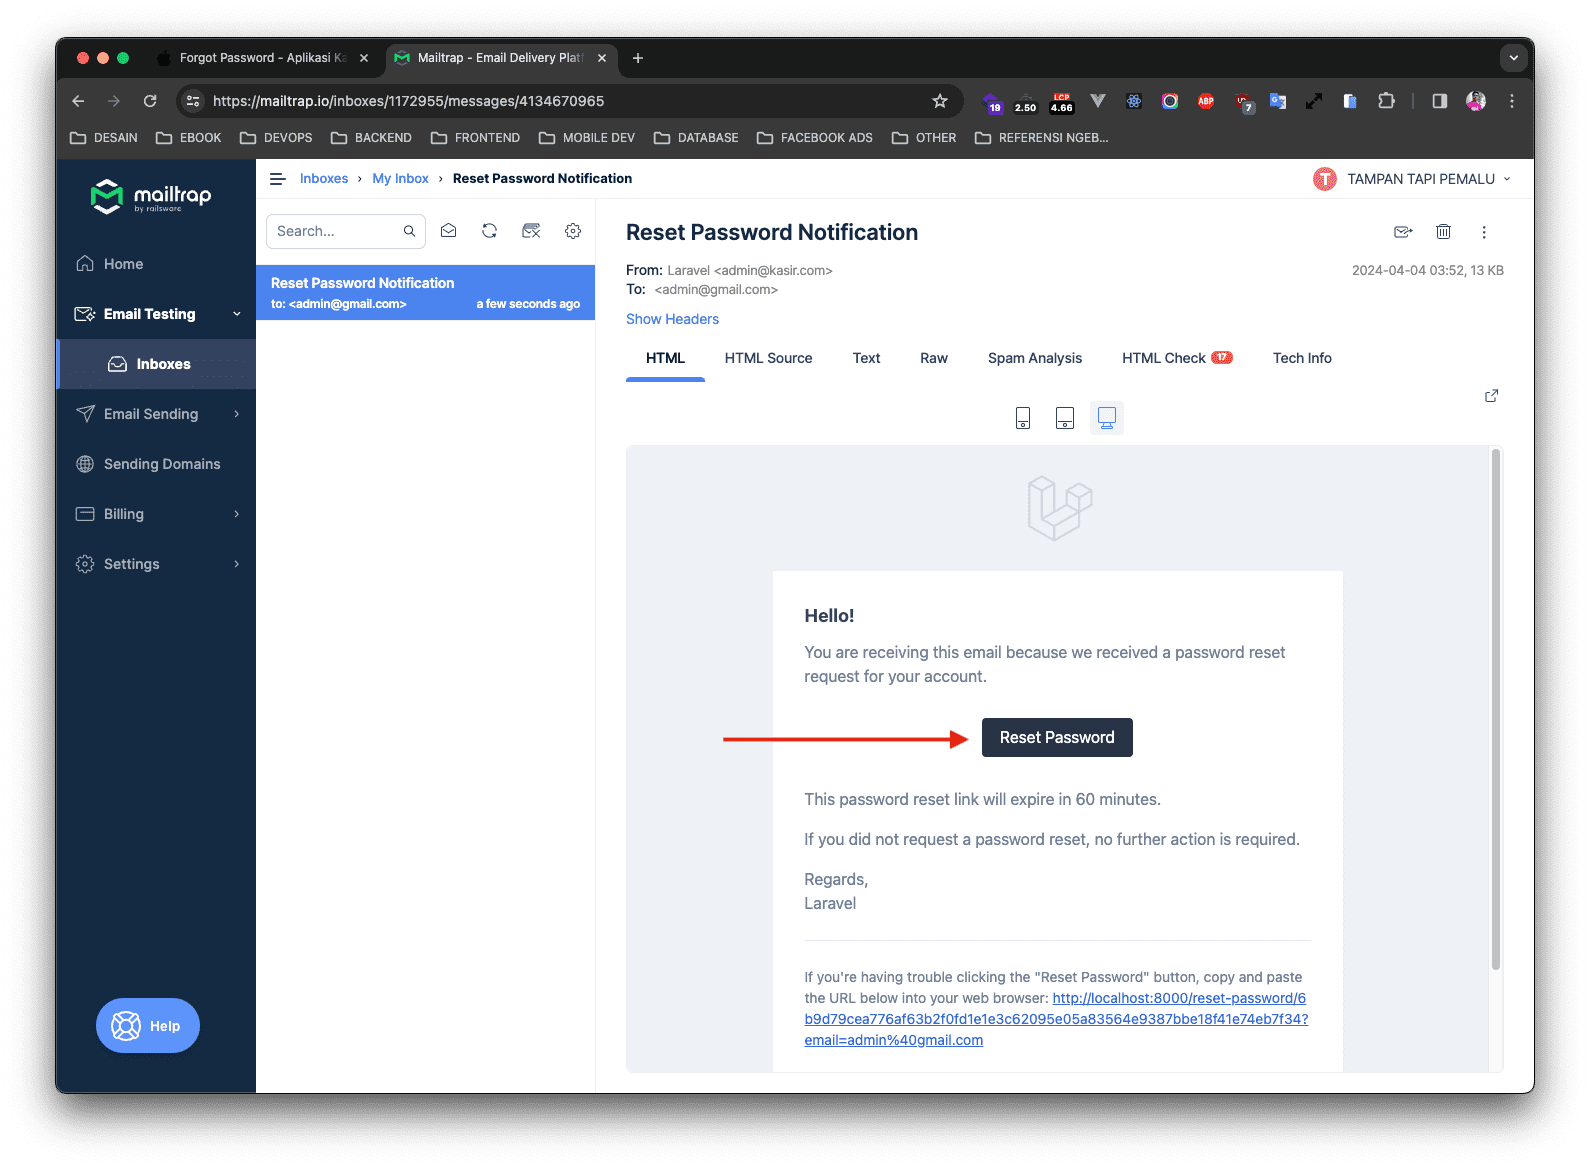 Forgot Password - Aplikasi Ka
Mailtrap - Email Delivery Platf
https://mailtrap.io/inboxes/1172955/messages/4134670965
19
2.50
LCP
4.66
ABP
7
DESAIN
EBOOK
DEVOPS
BACKEND
FRONTEND
MOBILE DEV
DATABASE
FACEBOOK ADS
OTHER
REFERENSI NGEB...
mailtrap
by railsware
Home
Email Testing
Inboxes
Email Sending
Sending Domains
Billing
Settings
Help
Inboxes › My Inbox › Reset Password Notification
T TAMPAN TAPI PEMALU
Search...
Reset Password Notification
to: <admin@gmail.com> a few seconds ago
Reset Password Notification
From: Laravel <admin@kasir.com>
2024-04-04 03:52, 13 KB
To: <admin@gmail.com>
Show Headers
HTML
HTML Source
Text
Raw
Spam Analysis
HTML Check 17
Tech Info
Hello!
You are receiving this email because we received a password reset
request for your account.
Reset Password
This password reset link will expire in 60 minutes.
If you did not request a password reset, no further action is required.
Regards,
Laravel
If you're having trouble clicking the "Reset Password" button, copy and paste
the URL below into your web browser: http://localhost:8000/reset-password/6
b9d79cea776af63b2f0fd1e1e3c62095e05a83564e9387bbe18f41e74eb7f34?
email=admin%40gmail.com